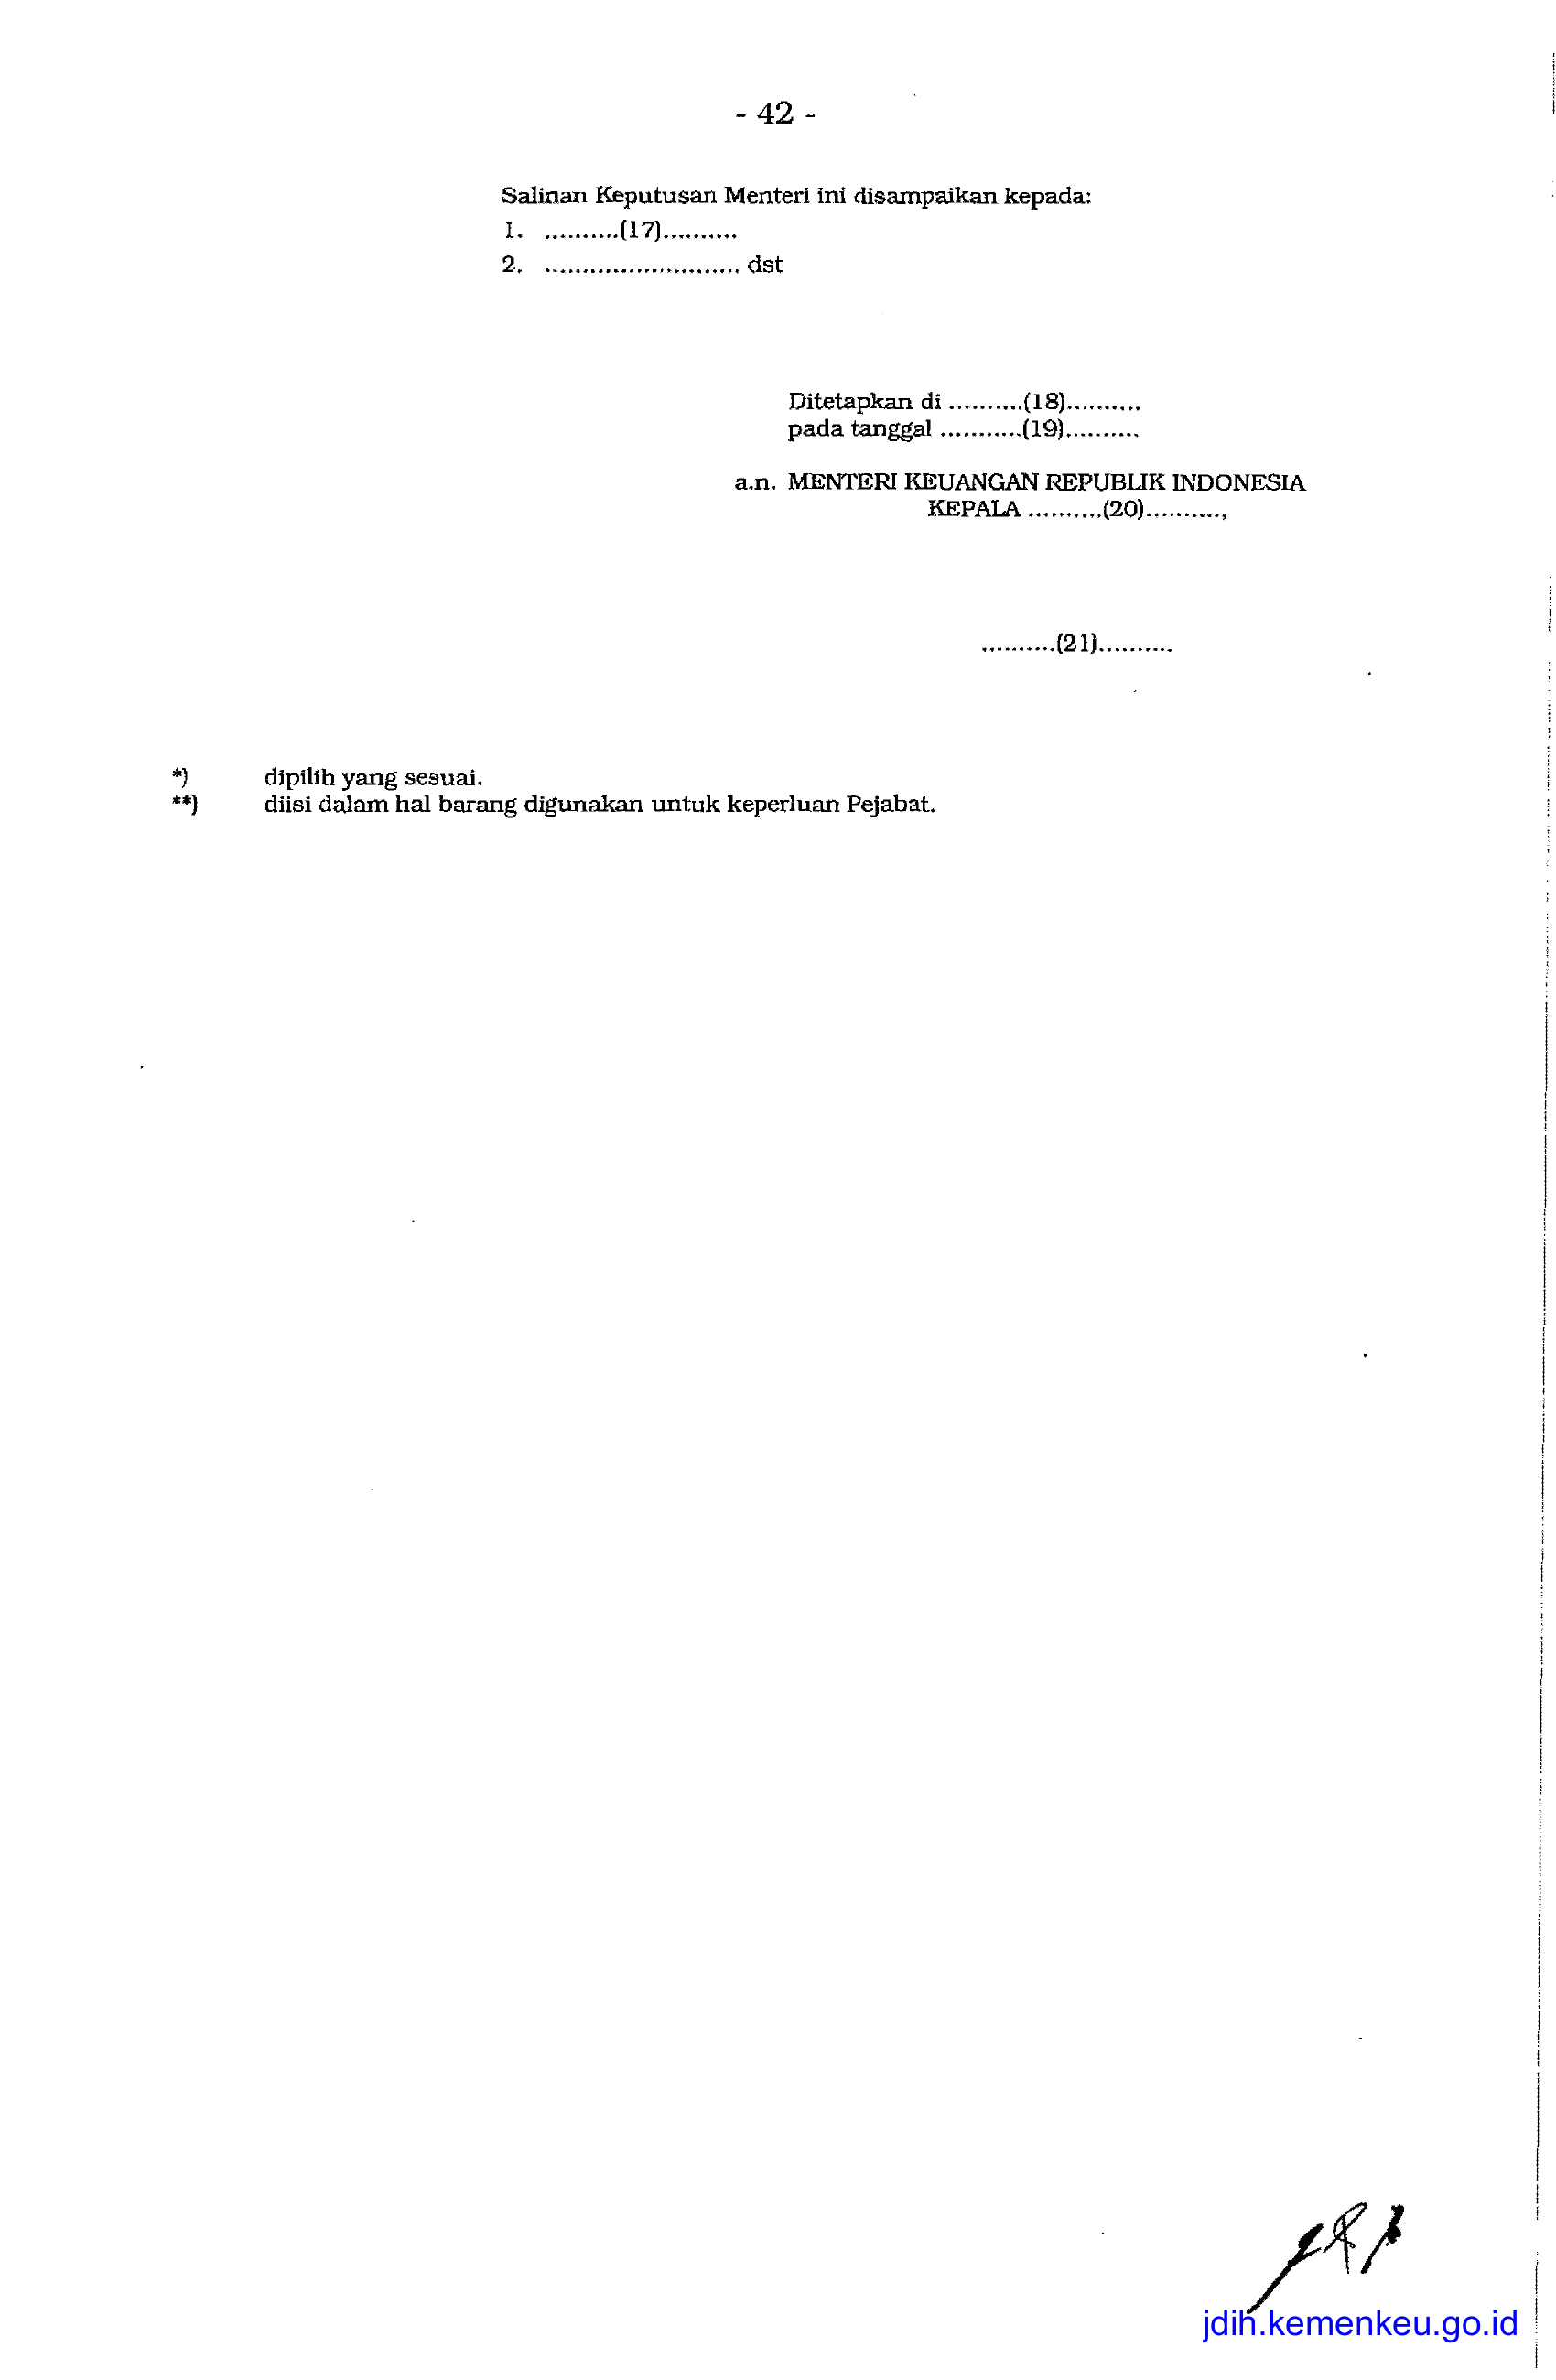 - 42 -
Salinan Keputusan Menteri ini disampaikan kepada:
1. ..........(17)..........
2. .......................... dst
Ditetapkan di ..........(18)..........
pada tanggal ...........(19)..........
a.n. MENTERI KEUANGAN REPUBLIK INDONESIA
KEPALA ..........(20)..........,
..........(21)..........
*) dipilih yang sesuai.
**) diisi dalam hal barang digunakan untuk keperluan Pejabat.
jdih.kemenkeu.go.id